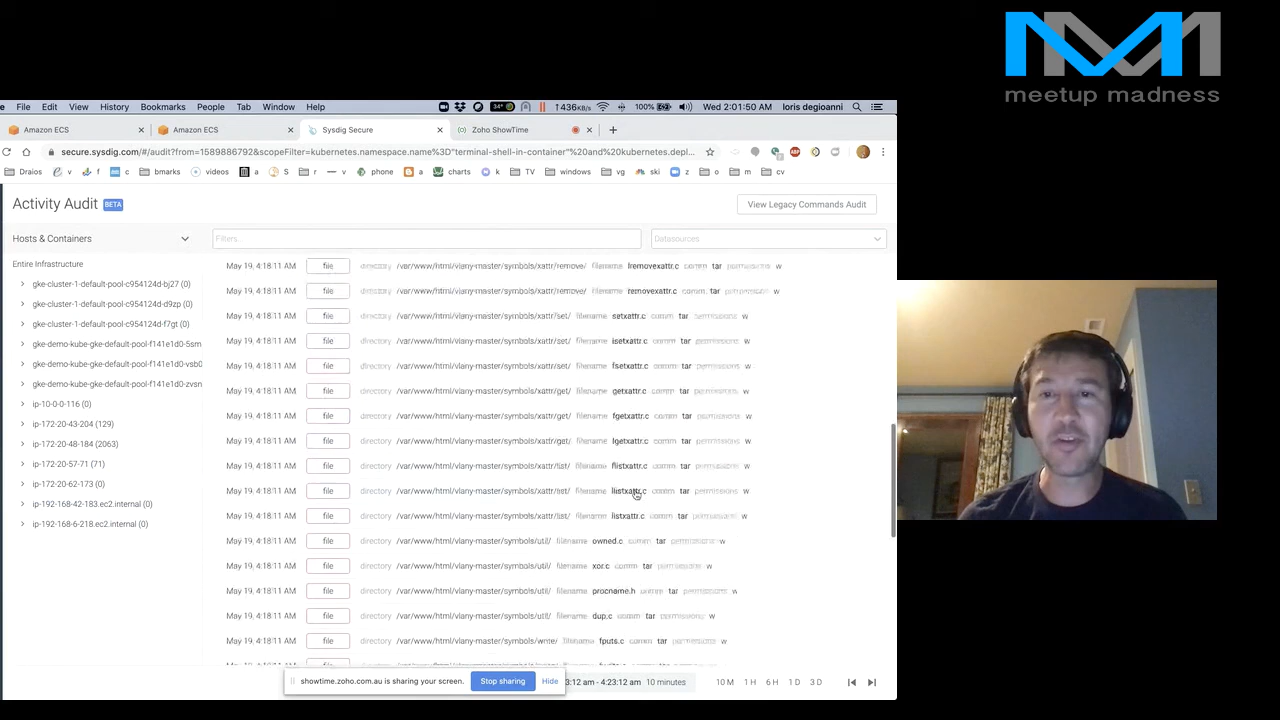 meetup madness
File Edit View History Bookmarks People Tab Window Help 34° ↑436KB/s 100% Wed 2:01:50 AM loris degioanni
Amazon ECS × Amazon ECS × Sysdig Secure × Zoho ShowTime × +
secure.sysdig.com/#/audit?from=1589886792&scopeFilter=kubernetes.namespace.name%3D"terminal-shell-in-container"%20and%20kubernetes.depl...
Draios v f c bmarks videos a S r v phone a charts k TV windows vg ski z o m cv
Activity Audit BETA View Legacy Commands Audit
Hosts & Containers Filters... Datasources
Entire Infrastructure
gke-cluster-1-default-pool-c954124d-bj27 (0)
gke-cluster-1-default-pool-c954124d-d9zp (0)
gke-cluster-1-default-pool-c954124d-f7gt (0)
gke-demo-kube-gke-default-pool-f141e1d0-5sm
gke-demo-kube-gke-default-pool-f141e1d0-vsb0
gke-demo-kube-gke-default-pool-f141e1d0-zvsn
ip-10-0-0-116 (0)
ip-172-20-43-204 (129)
ip-172-20-48-184 (2063)
ip-172-20-57-71 (71)
ip-172-20-62-173 (0)
ip-192-168-42-183.ec2.internal (0)
ip-192-168-6-218.ec2.internal (0)
May 19, 4:18:11 AM file directory /var/www/html/vlany-master/symbols/xattr/remove/ filename lremovexattr.c comm tar permissions w
May 19, 4:18:11 AM file directory /var/www/html/vlany-master/symbols/xattr/remove/ filename removexattr.c comm tar permissions w
May 19, 4:18:11 AM file directory /var/www/html/vlany-master/symbols/xattr/set/ filename setxattr.c comm tar permissions w
May 19, 4:18:11 AM file directory /var/www/html/vlany-master/symbols/xattr/set/ filename lsetxattr.c comm tar permissions w
May 19, 4:18:11 AM file directory /var/www/html/vlany-master/symbols/xattr/set/ filename fsetxattr.c comm tar permissions w
May 19, 4:18:11 AM file directory /var/www/html/vlany-master/symbols/xattr/get/ filename getxattr.c comm tar permissions w
May 19, 4:18:11 AM file directory /var/www/html/vlany-master/symbols/xattr/get/ filename fgetxattr.c comm tar permissions w
May 19, 4:18:11 AM file directory /var/www/html/vlany-master/symbols/xattr/get/ filename lgetxattr.c comm tar permissions w
May 19, 4:18:11 AM file directory /var/www/html/vlany-master/symbols/xattr/list/ filename flistxattr.c comm tar permissions w
May 19, 4:18:11 AM file directory /var/www/html/vlany-master/symbols/xattr/list/ filename llistxattr.c comm tar permissions w
May 19, 4:18:11 AM file directory /var/www/html/vlany-master/symbols/xattr/list/ filename listxattr.c comm tar permissions w
May 19, 4:18:11 AM file directory /var/www/html/vlany-master/symbols/util/ filename owned.c comm tar permissions w
May 19, 4:18:11 AM file directory /var/www/html/vlany-master/symbols/util/ filename xor.c comm tar permissions w
May 19, 4:18:11 AM file directory /var/www/html/vlany-master/symbols/util/ filename procname.h comm tar permissions w
May 19, 4:18:11 AM file directory /var/www/html/vlany-master/symbols/util/ filename dup.c comm tar permissions w
May 19, 4:18:11 AM file directory /var/www/html/vlany-master/symbols/write/ filename fputs.c comm tar permissions w
showtime.zoho.com.au is sharing your screen. Stop sharing Hide 3:12 am - 4:23:12 am 10 minutes 10 M 1 H 6 H 1 D 3 D